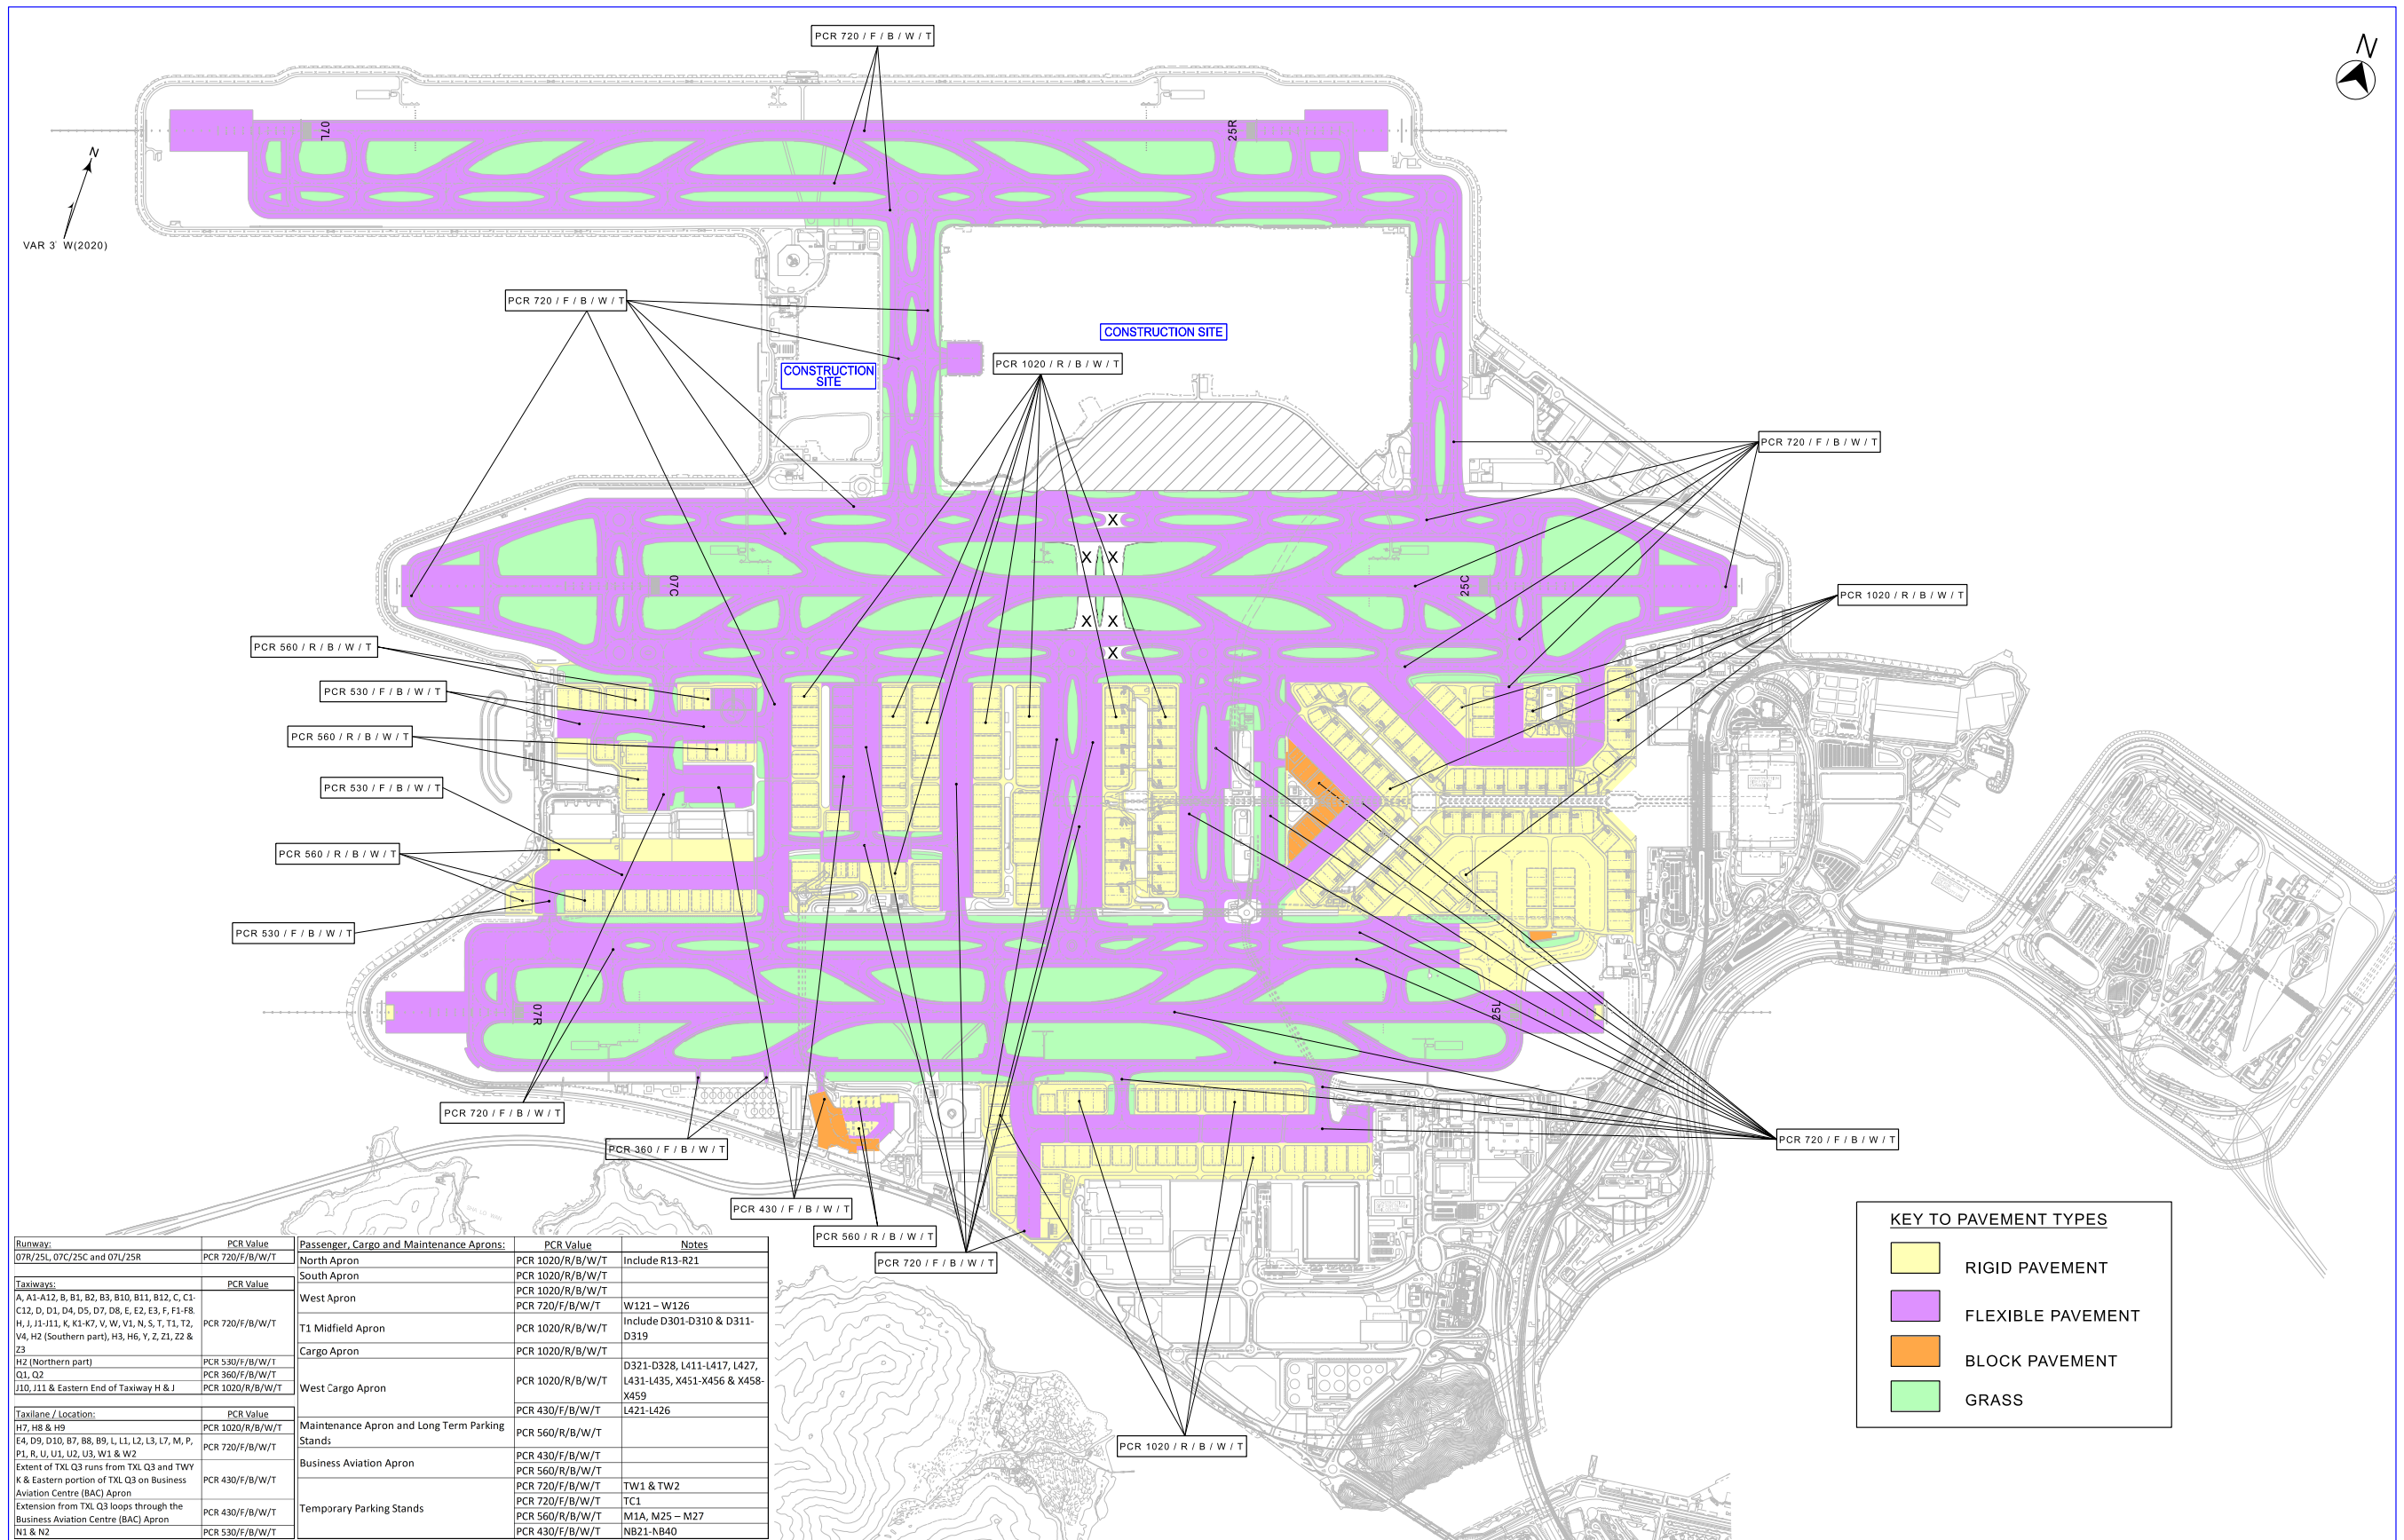 PCR 720 / F / B / W / T
N
07L
25R
N
VAR 3° W(2020)
PCR 720 / F / B / W / T
CONSTRUCTION SITE
CONSTRUCTION
SITE
PCR 1020 / R / B / W / T
PCR 720 / F / B / W / T
X
X X
07C
25C
PCR 1020 / R / B / W / T
X X
X
PCR 560 / R / B / W / T
PCR 530 / F / B / W / T
PCR 560 / R / B / W / T
PCR 530 / F / B / W / T
PCR 560 / R / B / W / T
PCR 530 / F / B / W / T
07R
25L
PCR 720 / F / B / W / T
PCR 360 / F / B / W / T
PCR 720 / F / B / W / T
PCR 430 / F / B / W / T
PCR 560 / R / B / W / T
PCR 720 / F / B / W / T
PCR 1020 / R / B / W / T
Runway: PCR Value
07R/25L, 07C/25C and 07L/25R PCR 720/F/B/W/T
Taxiways: PCR Value
A, A1-A12, B, B1, B2, B3, B10, B11, B12, C, C1-
C12, D, D1, D4, D5, D7, D8, E, E2, E3, F, F1-F8.
H, J, J1-J11, K, K1-K7, V, W, V1, N, S, T, T1, T2,
V4, H2 (Southern part), H3, H6, Y, Z, Z1, Z2 &
Z3
PCR 720/F/B/W/T
H2 (Northern part) PCR 530/F/B/W/T
Q1, Q2 PCR 360/F/B/W/T
J10, J11 & Eastern End of Taxiway H & J PCR 1020/R/B/W/T
Taxilane / Location: PCR Value
H7, H8 & H9 PCR 1020/R/B/W/T
E4, D9, D10, B7, B8, B9, L, L1, L2, L3, L7, M, P,
P1, R, U, U1, U2, U3, W1 & W2
PCR 720/F/B/W/T
Extent of TXL Q3 runs from TXL Q3 and TWY
K & Eastern portion of TXL Q3 on Business
Aviation Centre (BAC) Apron
PCR 430/F/B/W/T
Extension from TXL Q3 loops through the
Business Aviation Centre (BAC) Apron
PCR 430/F/B/W/T
N1 & N2 PCR 530/F/B/W/T
Passenger, Cargo and Maintenance Aprons: PCR Value Notes
North Apron PCR 1020/R/B/W/T Include R13-R21
South Apron PCR 1020/R/B/W/T
West Apron PCR 1020/R/B/W/T
PCR 720/F/B/W/T W121 – W126
T1 Midfield Apron PCR 1020/R/B/W/T Include D301-D310 & D311-
D319
Cargo Apron PCR 1020/R/B/W/T
West Cargo Apron PCR 1020/R/B/W/T D321-D328, L411-L417, L427,
L431-L435, X451-X456 & X458-
X459
PCR 430/F/B/W/T L421-L426
Maintenance Apron and Long Term Parking
Stands
PCR 560/R/B/W/T
Business Aviation Apron PCR 430/F/B/W/T
PCR 560/R/B/W/T
Temporary Parking Stands PCR 720/F/B/W/T TW1 & TW2
PCR 720/F/B/W/T TC1
PCR 560/R/B/W/T M1A, M25 – M27
PCR 430/F/B/W/T NB21-NB40
KEY TO PAVEMENT TYPES
RIGID PAVEMENT
FLEXIBLE PAVEMENT
BLOCK PAVEMENT
GRASS